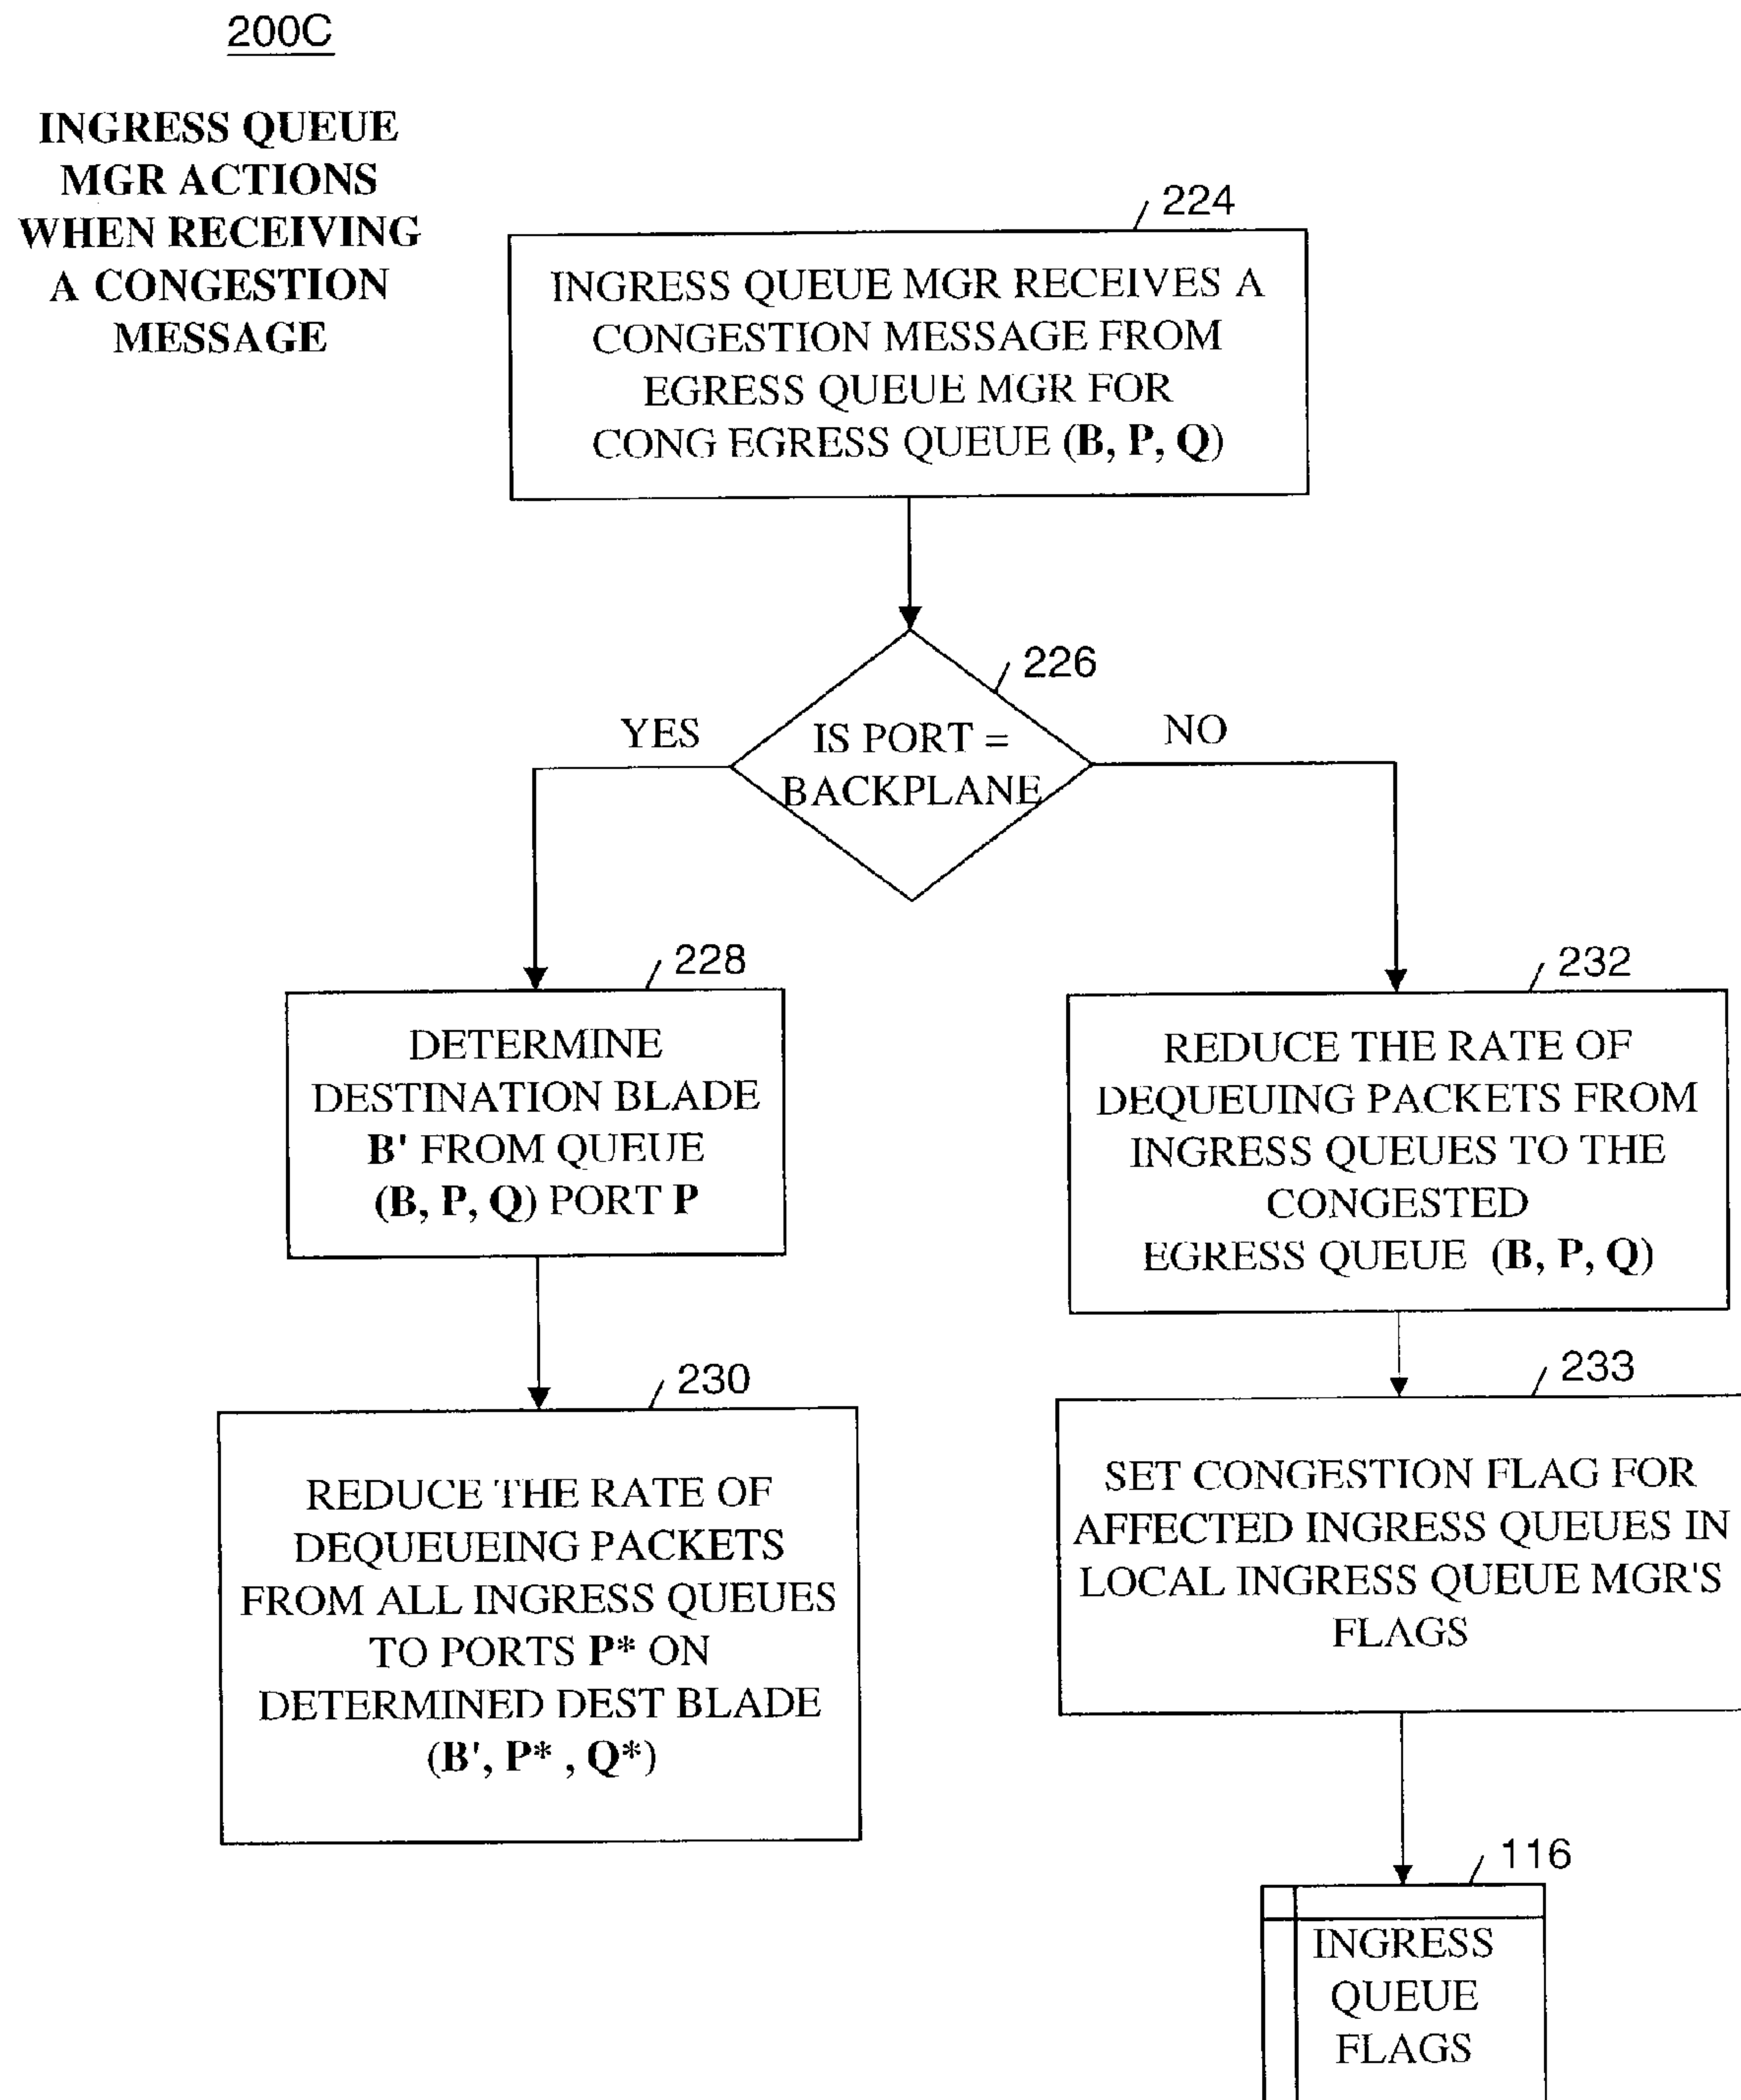 200C
INGRESS QUEUE
MGR ACTIONS
WHEN RECEIVING
A CONGESTION
MESSAGE
224
INGRESS QUEUE MGR RECEIVES A
CONGESTION MESSAGE FROM
EGRESS QUEUE MGR FOR
CONG EGRESS QUEUE (B, P, Q)
226
YES
IS PORT =
BACKPLANE
NO
228
DETERMINE
DESTINATION BLADE
B' FROM QUEUE
(B, P, Q) PORT P
232
REDUCE THE RATE OF
DEQUEUING PACKETS FROM
INGRESS QUEUES TO THE
CONGESTED
EGRESS QUEUE (B, P, Q)
230
REDUCE THE RATE OF
DEQUEUEING PACKETS
FROM ALL INGRESS QUEUES
TO PORTS P* ON
DETERMINED DEST BLADE
(B', P* , Q*)
233
SET CONGESTION FLAG FOR
AFFECTED INGRESS QUEUES IN
LOCAL INGRESS QUEUE MGR'S
FLAGS
116
INGRESS
QUEUE
FLAGS